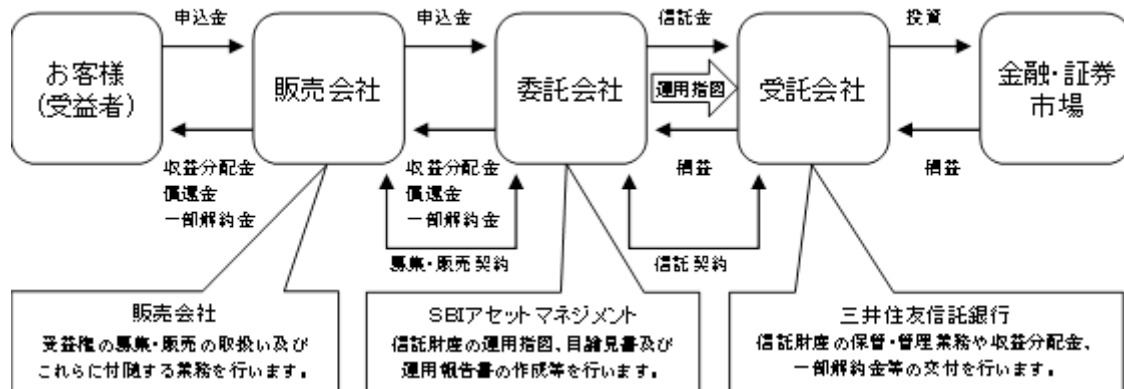 申込金
申込金
信託金
投資
お客様
(受益者)
販売会社
委託会社
運用指図
受託会社
金融・証券
市場
収益分配金
償還金
一部解約金
収益分配金
償還金
一部解約金
損益
損益
募集・販売契約
信託契約
販売会社
受益権の募集・販売の取扱い及び
これらに付随する業務を行います。
SBIアセットマネジメント
信託財産の運用指図、目論見書及び
運用報告書の作成等を行います。
三井住友信託銀行
信託財産の保管・管理業務や収益分配金、
一部解約金等の交付を行います。